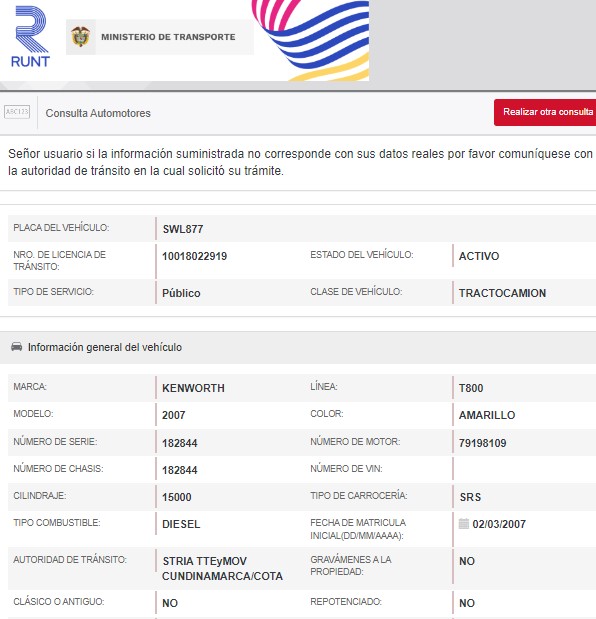 RUNT
MINISTERIO DE TRANSPORTE
ABC123
Consulta Automotores
Realizar otra consulta
Señor usuario si la información suministrada no corresponde con sus datos reales por favor comuníquese con
la autoridad de tránsito en la cual solicitó su trámite.
PLACA DEL VEHÍCULO: SWL877
NRO. DE LICENCIA DE TRÁNSITO: 10018022919 ESTADO DEL VEHÍCULO: ACTIVO
TIPO DE SERVICIO: Público CLASE DE VEHÍCULO: TRACTOCAMION
Información general del vehículo
MARCA: KENWORTH LÍNEA: T800
MODELO: 2007 COLOR: AMARILLO
NÚMERO DE SERIE: 182844 NÚMERO DE MOTOR: 79198109
NÚMERO DE CHASIS: 182844 NÚMERO DE VIN:
CILINDRAJE: 15000 TIPO DE CARROCERÍA: SRS
TIPO COMBUSTIBLE: DIESEL FECHA DE MATRICULA INICIAL(DD/MM/AAAA): 02/03/2007
AUTORIDAD DE TRÁNSITO: STRIA TTEyMOV CUNDINAMARCA/COTA GRAVÁMENES A LA PROPIEDAD: NO
CLÁSICO O ANTIGUO: NO REPOTENCIADO: NO